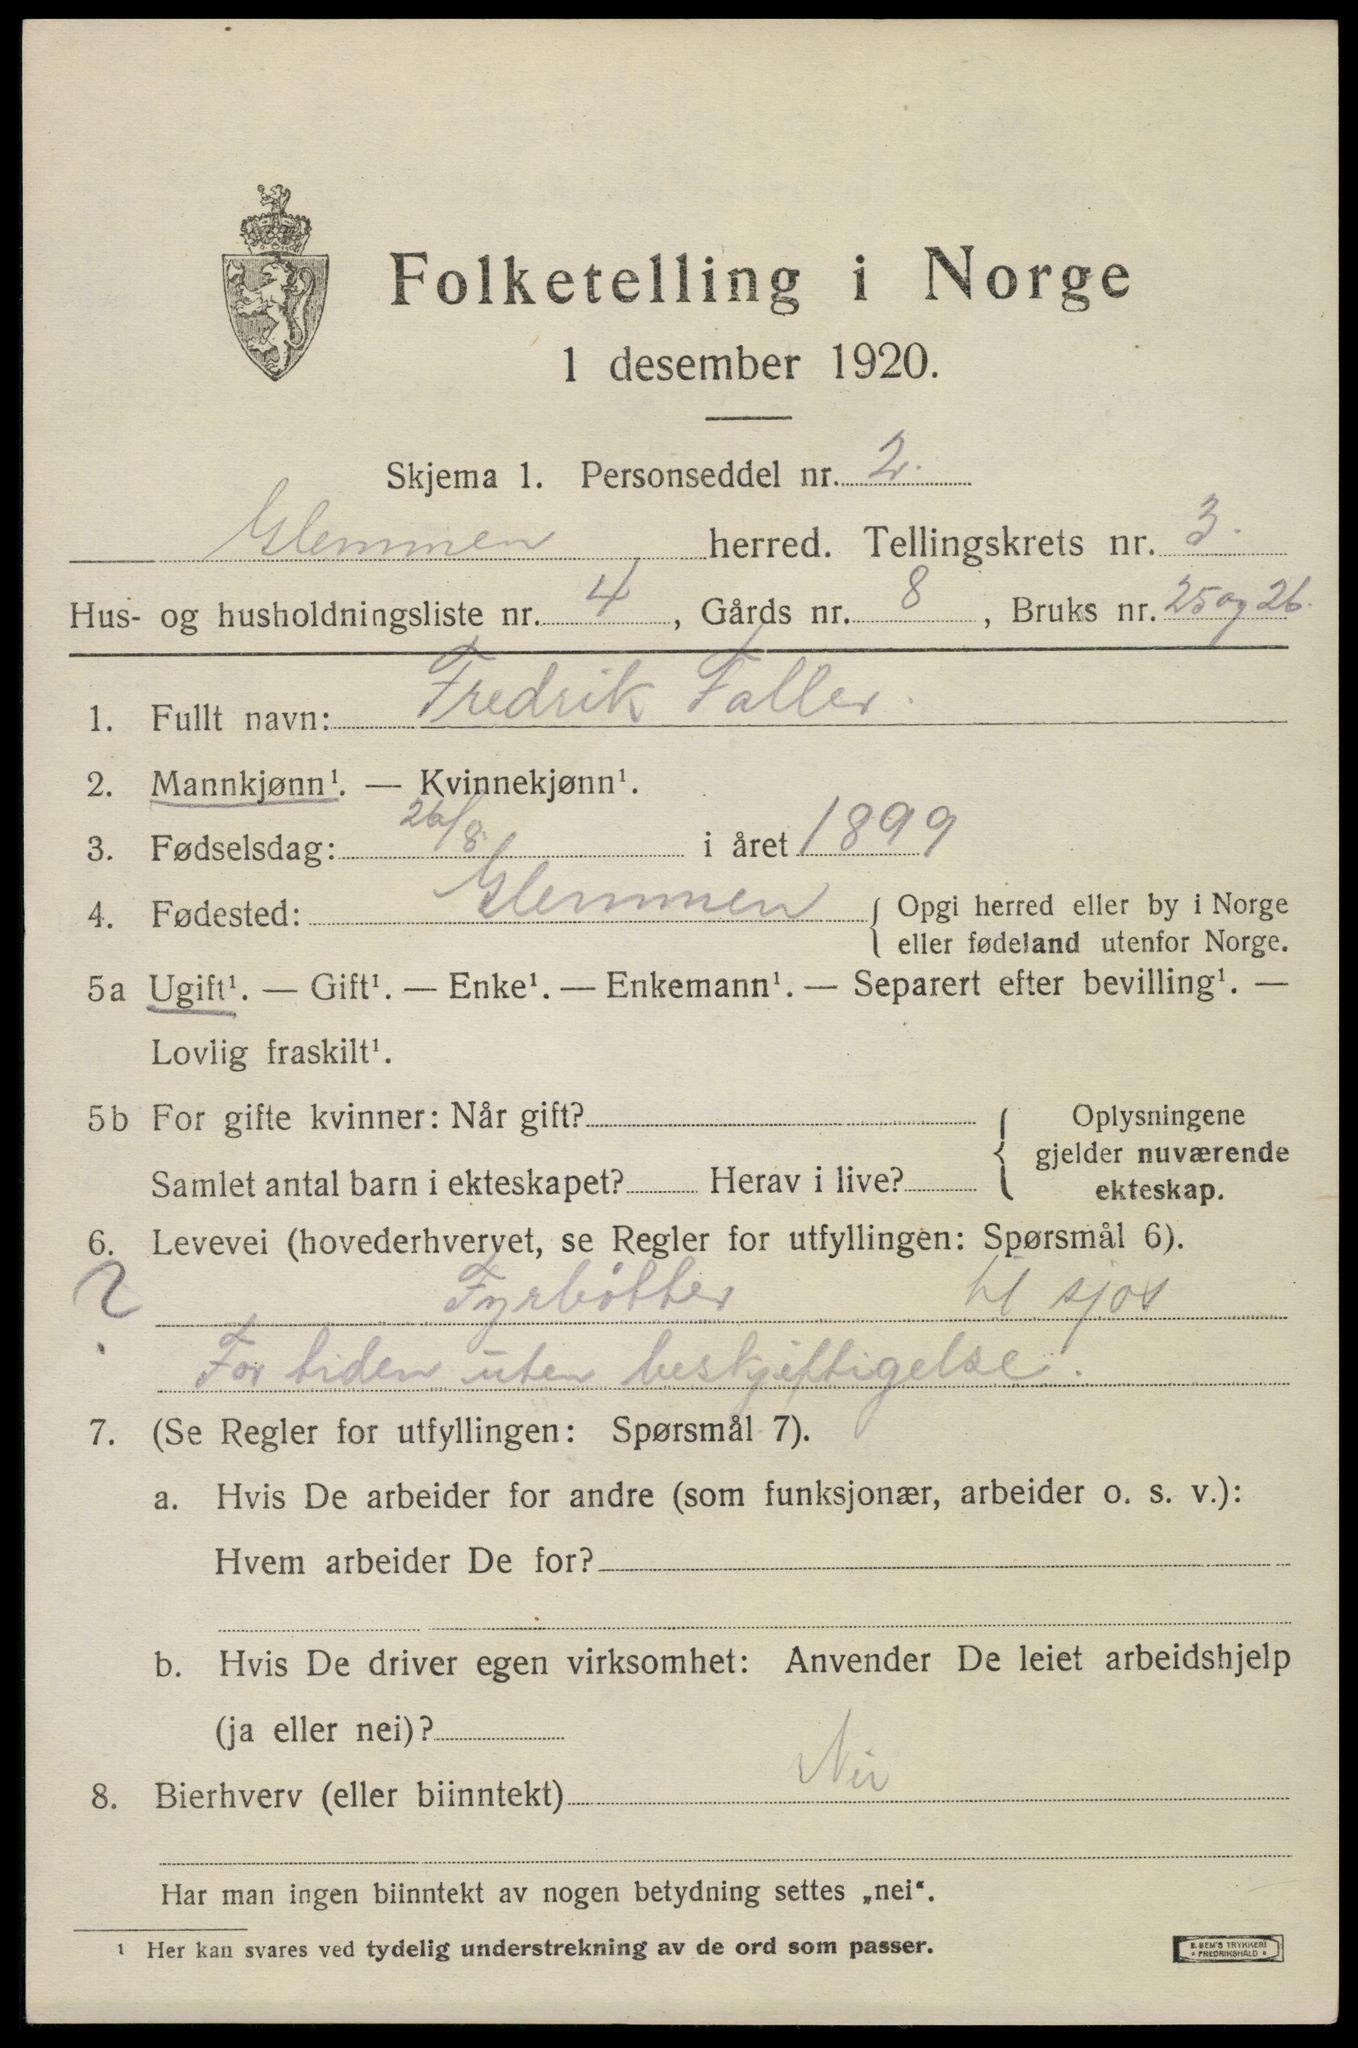 Folketelling i Norge
1 desember 1920.
Skjema 1. Personseddel nr. 2.
Glemmen herred. Tellingskrets nr. 3.
Hus- og husholdningsliste nr. 4, Gårds nr. 8, Bruks nr. 25 og 26.
1. Fullt navn: Fredrik Faller.
2. Mannkjønn¹. — Kvinnekjønn¹.
3. Fødselsdag: 26/8 i året 1899
4. Fødested: Glemmen { Opgi herred eller by i Norge
eller fødeland utenfor Norge.
5a Ugift¹. — Gift¹. — Enke¹. — Enkemann¹. — Separert efter bevilling¹. —
Lovlig fraskilt¹.
5b For gifte kvinner: Når gift?
Samlet antal barn i ekteskapet? Herav i live?
{ Oplysningene
gjelder nuværende
ekteskap.
6. Levevei (hovederhvervet, se Regler for utfyllingen: Spørsmål 6).
? Fyrbøtter til sjøs
For tiden uten beskjeftigelse.
7. (Se Regler for utfyllingen: Spørsmål 7).
a. Hvis De arbeider for andre (som funksjonær, arbeider o. s. v.):
Hvem arbeider De for?
b. Hvis De driver egen virksomhet: Anvender De leiet arbeidshjelp
(ja eller nei)?
8. Bierhverv (eller biinntekt) Nei
Har man ingen biinntekt av nogen betydning settes „nei“.
¹ Her kan svares ved tydelig understrekning av de ord som passer.
E. SEM'S TRYKKERI
FREDRIKSHALD